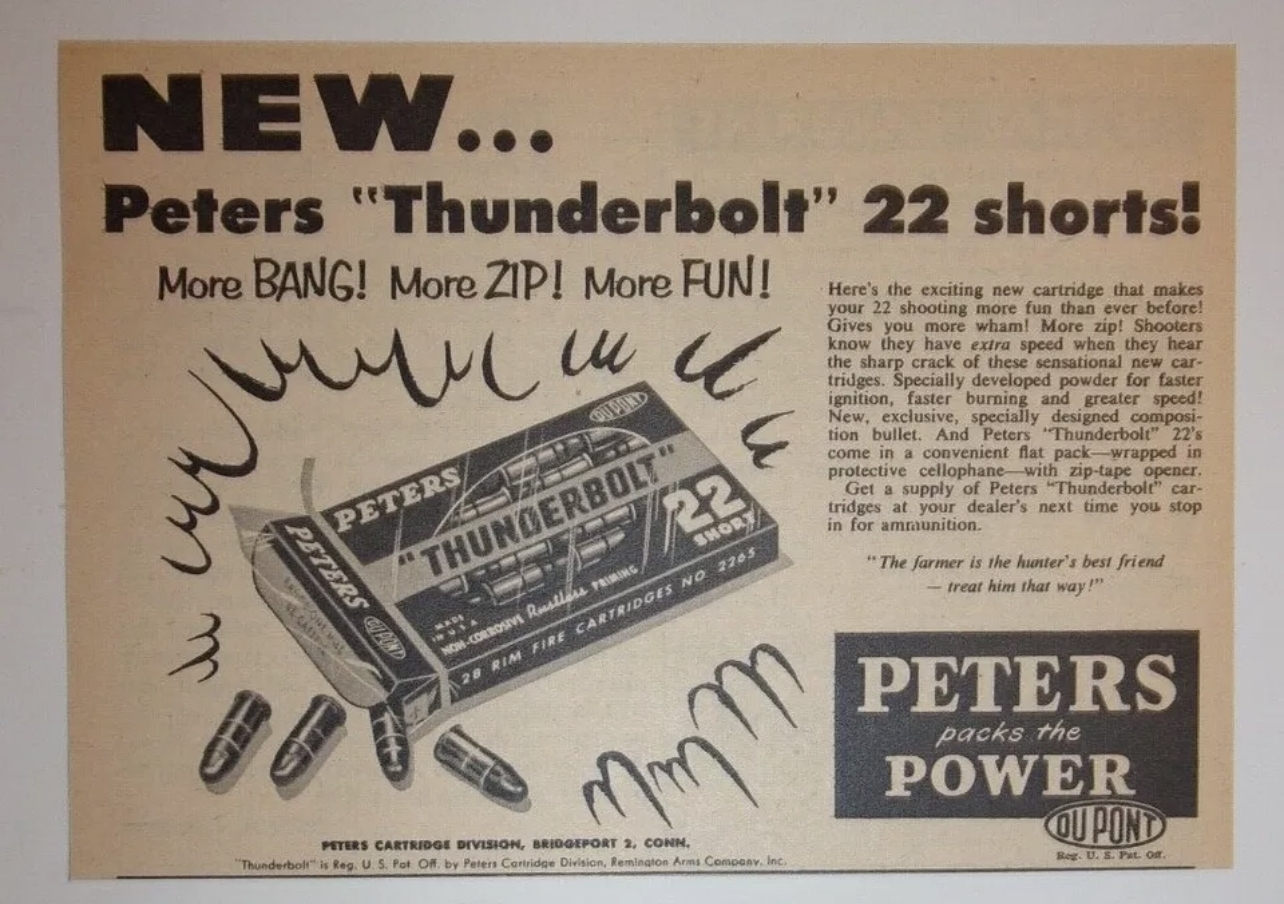 NEW...
Peters "Thunderbolt" 22 shorts!
More BANG! More ZIP! More FUN!
Here's the exciting new cartridge that makes
your 22 shooting more fun than ever before!
Gives you more wham! More zip! Shooters
know they have extra speed when they hear
the sharp crack of these sensational new car-
tridges. Specially developed powder for faster
ignition, faster burning and greater speed!
New, exclusive, specially designed composi-
tion bullet. And Peters "Thunderbolt" 22's
come in a convenient flat pack—wrapped in
protective cellophane—with zip-tape opener.
Get a supply of Peters "Thunderbolt" car-
tridges at your dealer's next time you stop
in for ammunition.
"The farmer is the hunter's best friend
— treat him that way!"
DU PONT
PETERS
"THUNDERBOLT"
22
SHORT
MADE
IN U.S.A.
NON-CORROSIVE Rustless PRIMING
28 RIM FIRE CARTRIDGES NO 2265
PETERS
DU PONT
PETERS
packs the
POWER
DU PONT
Reg. U. S. Pat. Off.
PETERS CARTRIDGE DIVISION, BRIDGEPORT 2, CONN.
"Thunderbolt" is Reg. U. S. Pat. Off. by Peters Cartridge Division, Remington Arms Company, Inc.